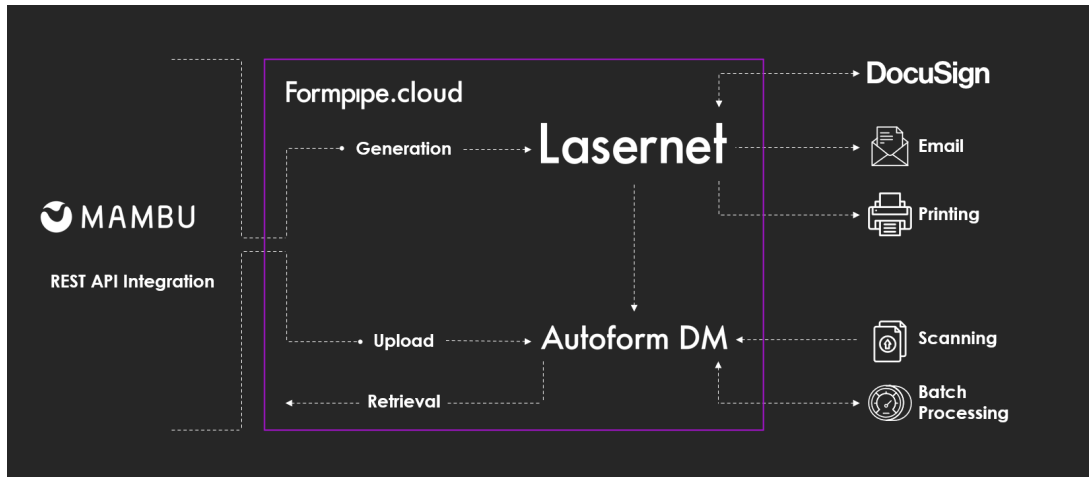 Formpipe.cloud
DocuSign
Generation
Lasernet
Email
MAMBU
Printing
REST API Integration
Upload
Autoform DM
Scanning
Retrieval
Batch
Processing